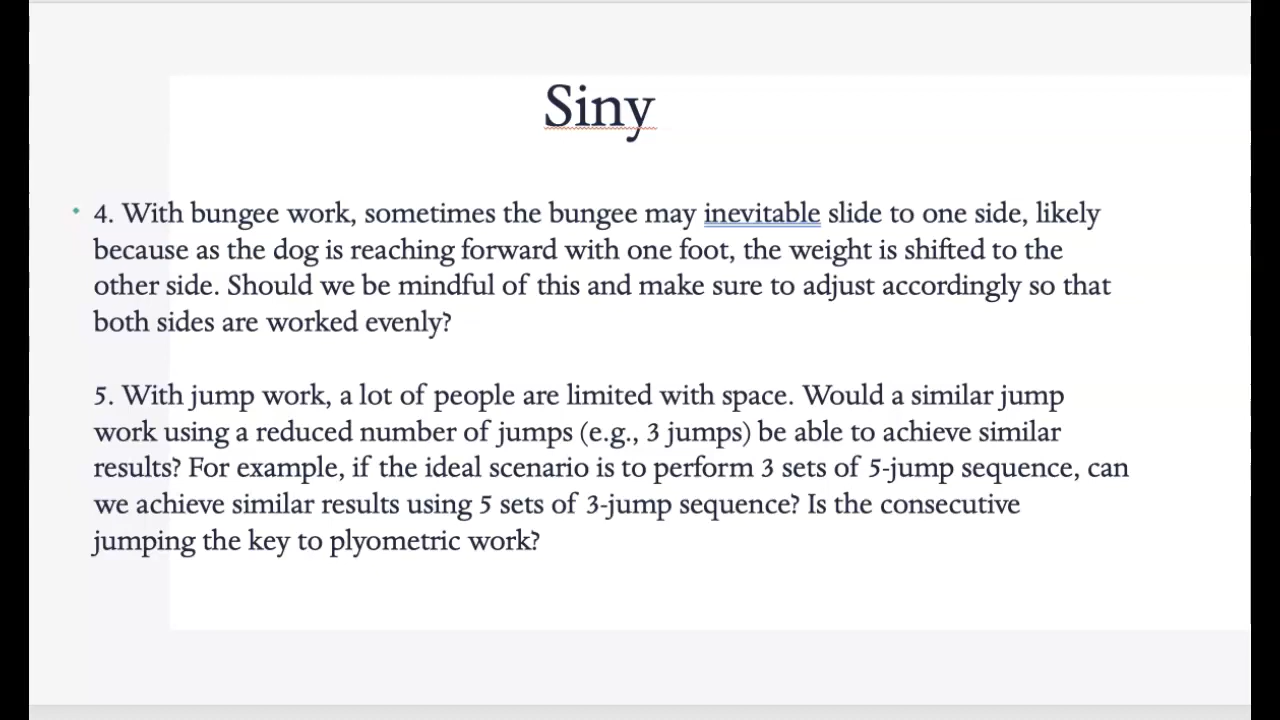 Siny
4. With bungee work, sometimes the bungee may inevitable slide to one side, likely
because as the dog is reaching forward with one foot, the weight is shifted to the
other side. Should we be mindful of this and make sure to adjust accordingly so that
both sides are worked evenly?
5. With jump work, a lot of people are limited with space. Would a similar jump
work using a reduced number of jumps (e.g., 3 jumps) be able to achieve similar
results? For example, if the ideal scenario is to perform 3 sets of 5-jump sequence, can
we achieve similar results using 5 sets of 3-jump sequence? Is the consecutive
jumping the key to plyometric work?